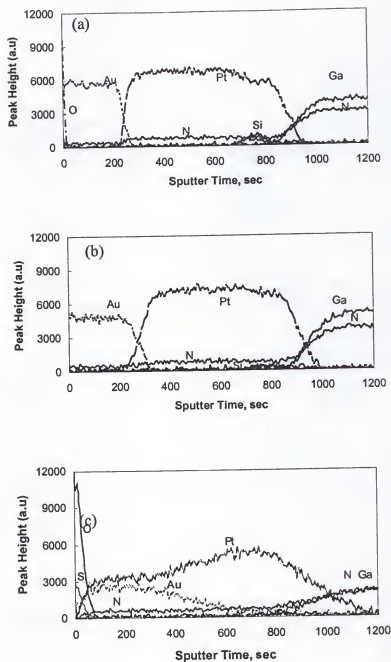 (a)
12000
9000
6000
3000
0
Peak Height (a.u)
O
Au
Pt
N
Si
Ga
N
0 200 400 600 800 1000 1200
Sputter Time, sec
(b)
12000
9000
6000
3000
0
Peak Height (a.u)
Au
Pt
N
Ga
N
0 200 400 600 800 1000 1200
Sputter Time, sec
(c)
12000
9000
6000
3000
0
Peak Height (a.u)
O
N
Au
Pt
N Ga
0 200 400 600 800 1000 1200
Sputter Time, sec